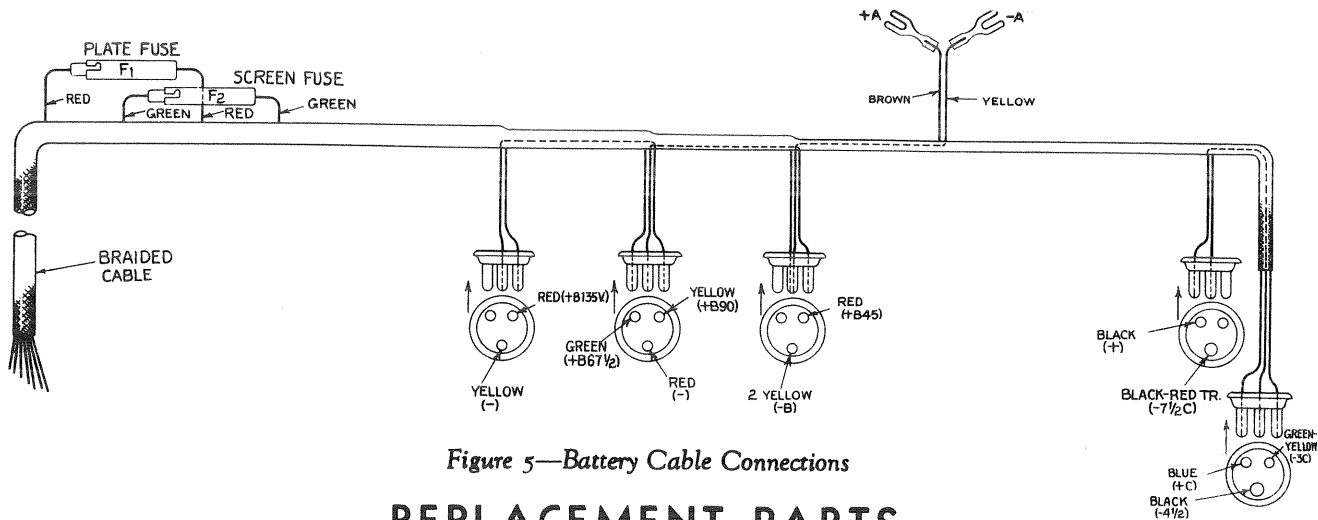 +A
-A
PLATE FUSE
F1
SCREEN FUSE
F2
RED
GREEN
RED
GREEN
BROWN
YELLOW
BRAIDED
CABLE
RED(+B135V)
YELLOW
(-)
YELLOW
(+B90)
GREEN
(+B67½)
RED
(-)
RED
(+B45)
2 YELLOW
(-B)
BLACK
(+)
BLACK-RED TR.
(-7½C)
GREEN-
YELLOW
(-3C)
BLUE
(+C)
BLACK
(-4½)
Figure 5—Battery Cable Connections
REPLACEMENT PARTS